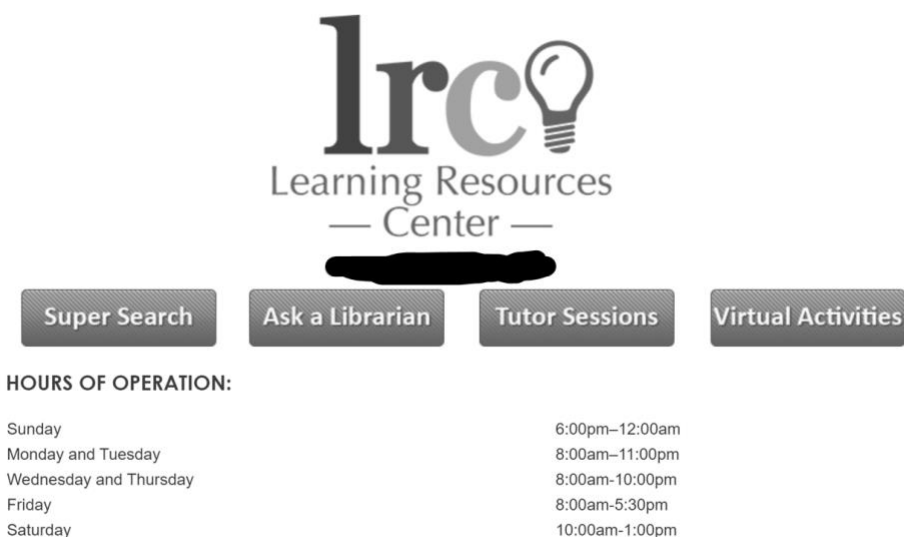 lrc
Learning Resources
— Center —
Super Search Ask a Librarian Tutor Sessions Virtual Activities
HOURS OF OPERATION:
Sunday 6:00pm–12:00am
Monday and Tuesday 8:00am–11:00pm
Wednesday and Thursday 8:00am-10:00pm
Friday 8:00am-5:30pm
Saturday 10:00am-1:00pm